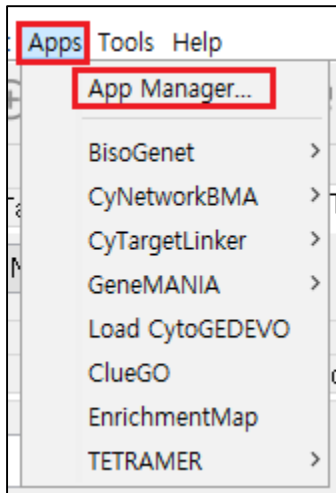 Apps Tools Help
App Manager...
BisoGenet
CyNetworkBMA
CyTargetLinker
GeneMANIA
Load CytoGEDEVO
ClueGO
EnrichmentMap
TETRAMER